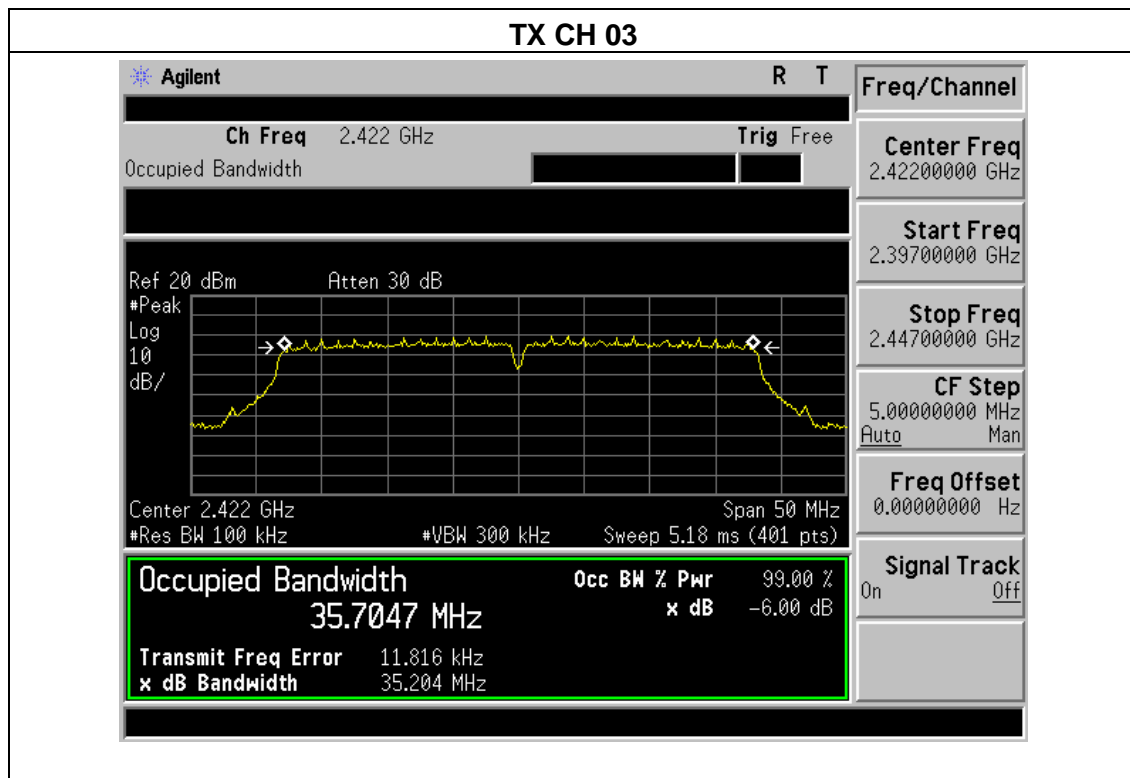 TX CH 03
Agilent R T
Ch Freq 2.422 GHz Trig Free
Occupied Bandwidth
Ref 20 dBm Atten 30 dB
#Peak
Log
10
dB/
Center 2.422 GHz Span 50 MHz
#Res BW 100 kHz #VBW 300 kHz Sweep 5.18 ms (401 pts)
Occupied Bandwidth Occ BW % Pwr 99.00 %
35.7047 MHz x dB -6.00 dB
Transmit Freq Error 11.816 kHz
x dB Bandwidth 35.204 MHz
Freq/Channel
Center Freq
2.42200000 GHz
Start Freq
2.39700000 GHz
Stop Freq
2.44700000 GHz
CF Step
5.00000000 MHz
Auto Man
Freq Offset
0.00000000 Hz
Signal Track
On Off